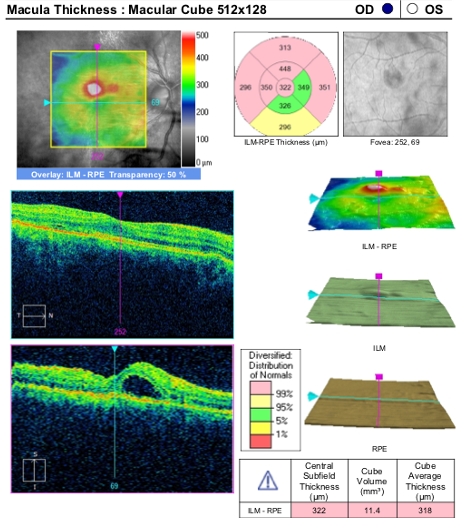 Macula Thickness : Macular Cube 512x128
OD OS
500
400
300
200
100
0 µm
69
252
Overlay: ILM - RPE Transparency: 50 %
313
448
296 350 322 349 351
326
296
ILM-RPE Thickness (µm)
Fovea: 252, 69
ILM - RPE
T N
252
ILM
S
I
69
Diversified:
Distribution
of Normals
99%
95%
5%
1%
RPE
Central Subfield Thickness (µm)
Cube Volume (mm³)
Cube Average Thickness (µm)
ILM - RPE 322 11.4 318